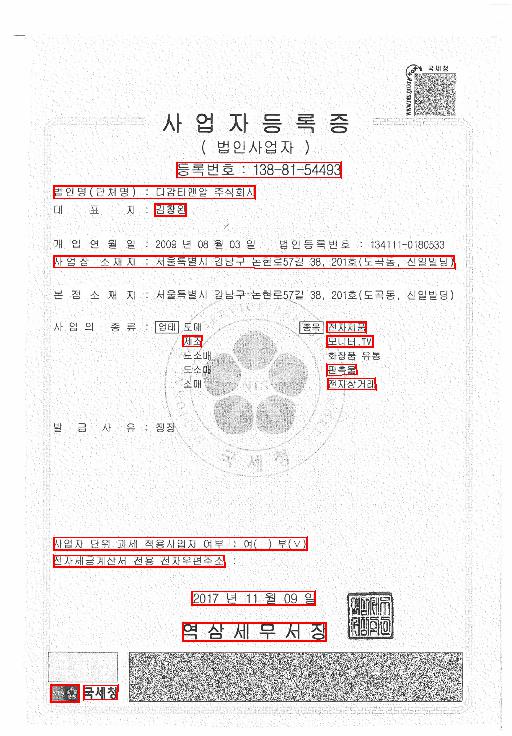 국세청
사업자등록증
( 법인사업자 )
등록번호 : 138-81-54493
법인명(단체명) : 디감티앤알 주식회사
대 표 자 : 김창완
개 업 연 월 일 : 2009 년 08 월 03 일 법인등록번호 : 134111-0180533
사업장 소재지 : 서울특별시 강남구 논현로57길 38, 201호(도곡동, 신일빌딩)
본 점 소 재 지 : 서울특별시 강남구 논현로57길 38, 201호(도곡동, 신일빌딩)
사 업 의 종 류 : 업태 도매 종목 전자제품
제조 모니터,TV
도소매 화장품 유통
도소매 판촉물
소매 전자상거래
발 급 사 유 : 정정
국세청
사업자 단위 과세 적용사업자 여부 : 여( ) 부(∨)
전자세금계산서 전용 전자우편주소 :
2017 년 11 월 09 일
역삼세무서장
국세청